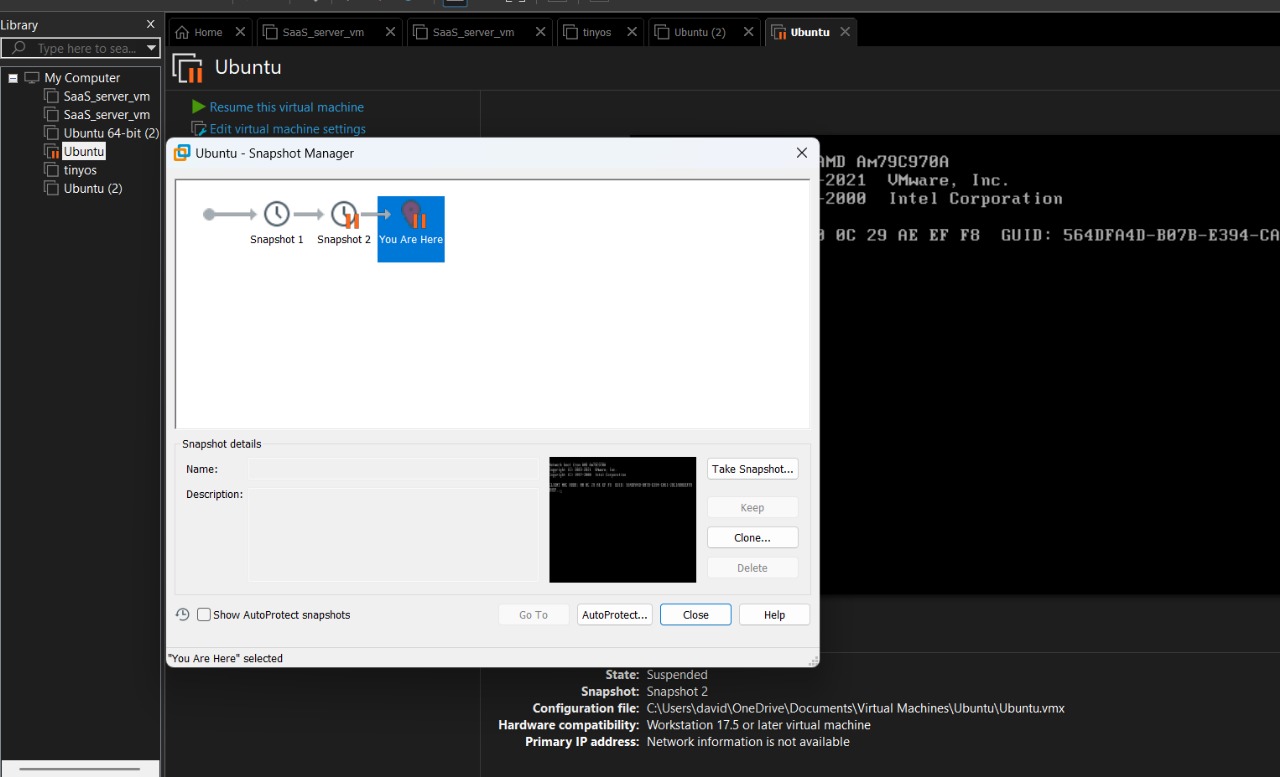 Library
Type here to sea...
My Computer
SaaS_server_vm
SaaS_server_vm
Ubuntu 64-bit (2)
Ubuntu
tinyos
Ubuntu (2)
Home
SaaS_server_vm
SaaS_server_vm
tinyos
Ubuntu (2)
Ubuntu
Ubuntu
Resume this virtual machine
Edit virtual machine settings
AMD Am79C970A
-2021 VMware, Inc.
-2000 Intel Corporation
0C 29 AE EF F8 GUID: 564DFA4D-B07B-E394-CA
Ubuntu - Snapshot Manager
Snapshot 1
Snapshot 2
You Are Here
Snapshot details
Name:
Description:
Take Snapshot...
Keep
Clone...
Delete
Show AutoProtect snapshots
Go To
AutoProtect...
Close
Help
"You Are Here" selected
State: Suspended
Snapshot: Snapshot 2
Configuration file: C:\Users\david\OneDrive\Documents\Virtual Machines\Ubuntu\Ubuntu.vmx
Hardware compatibility: Workstation 17.5 or later virtual machine
Primary IP address: Network information is not available